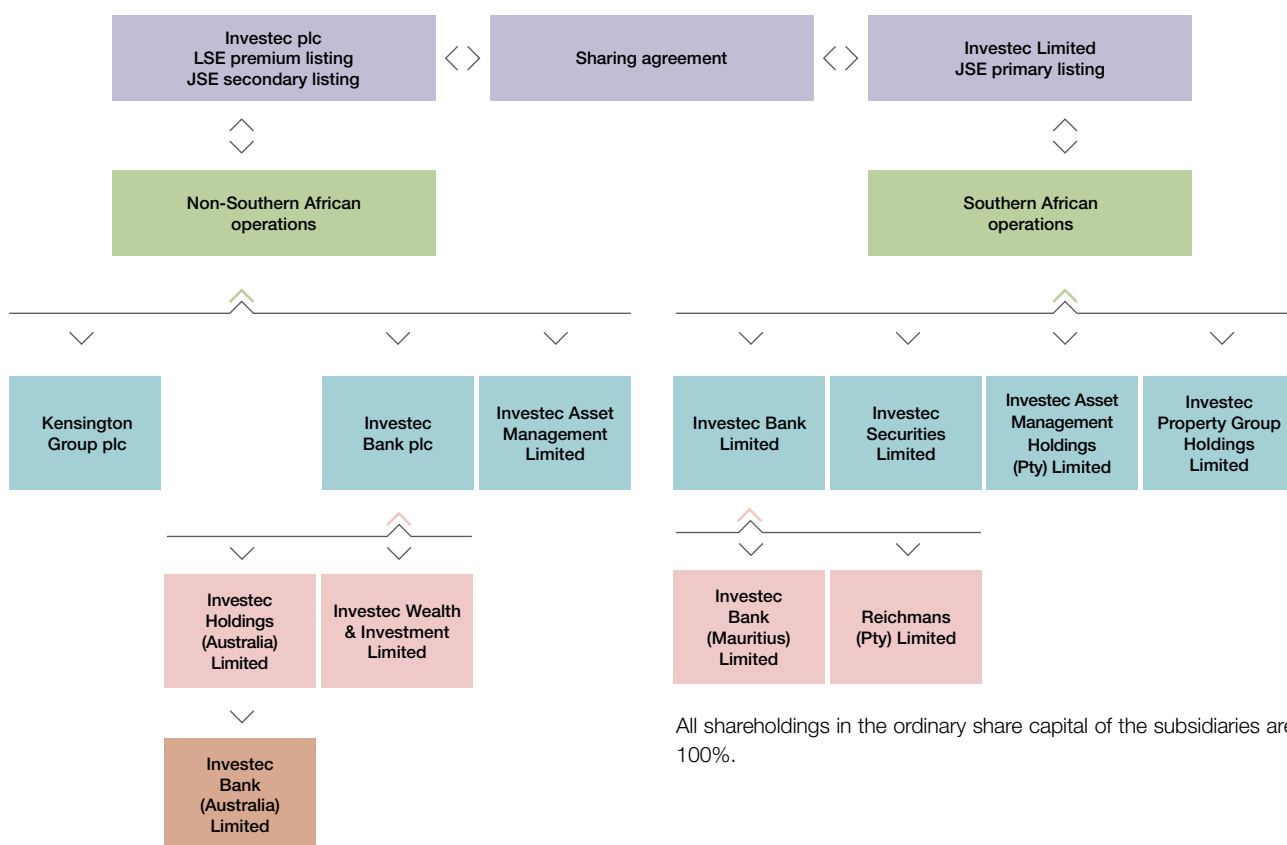 Investec plc
LSE premium listing
JSE secondary listing
Sharing agreement
Investec Limited
JSE primary listing
Non-Southern African
operations
Southern African
operations
Kensington
Group plc
Investec
Bank plc
Investec Asset
Management
Limited
Investec Bank
Limited
Investec
Securities
Limited
Investec Asset
Management
Holdings
(Pty) Limited
Investec
Property Group
Holdings
Limited
Investec
Holdings
(Australia)
Limited
Investec Wealth
& Investment
Limited
Investec
Bank
(Mauritius)
Limited
Reichmans
(Pty) Limited
Investec
Bank
(Australia)
Limited
All shareholdings in the ordinary share capital of the subsidiaries are
100%.